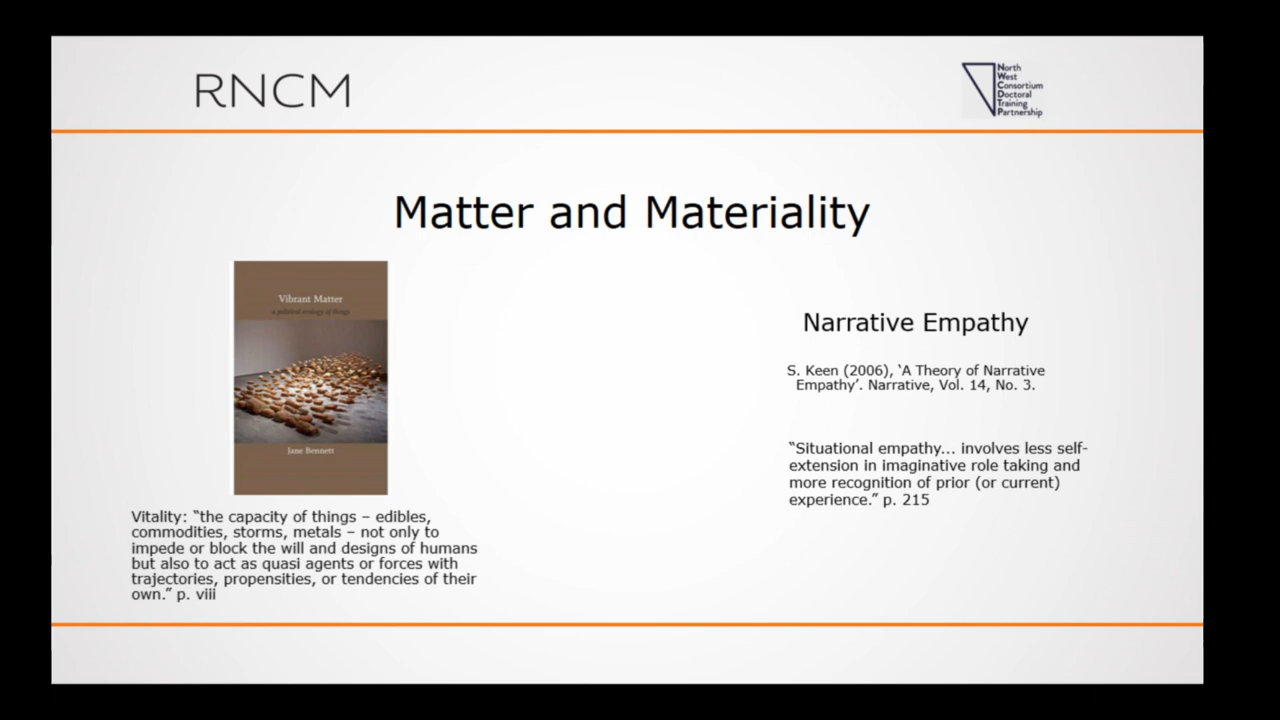 RNCM
North
West
Consortium
Doctoral
Training
Partnership
Matter and Materiality
Vibrant Matter
a political ecology of things
Jane Bennett
Vitality: “the capacity of things – edibles,
commodities, storms, metals – not only to
impede or block the will and designs of humans
but also to act as quasi agents or forces with
trajectories, propensities, or tendencies of their
own.” p. viii
Narrative Empathy
S. Keen (2006), ‘A Theory of Narrative
Empathy’. Narrative, Vol. 14, No. 3.
“Situational empathy... involves less self-
extension in imaginative role taking and
more recognition of prior (or current)
experience.” p. 215